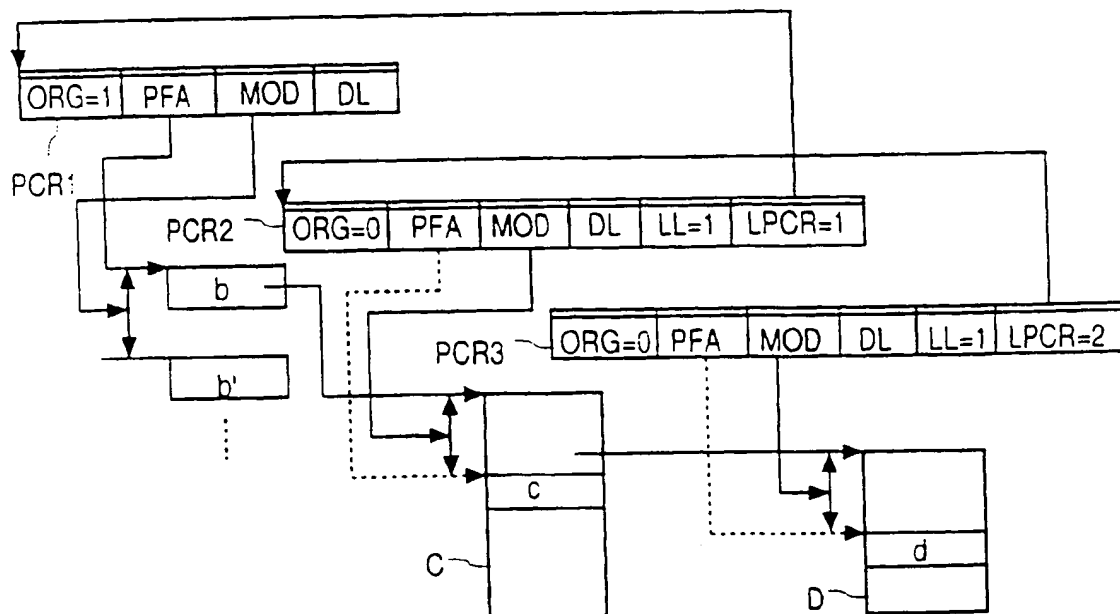 ORG=1 PFA MOD DL
PCR1
PCR2 ORG=0 PFA MOD DL LL=1 LPCR=1
b
PCR3 ORG=0 PFA MOD DL LL=1 LPCR=2
b'
c
d
C
D